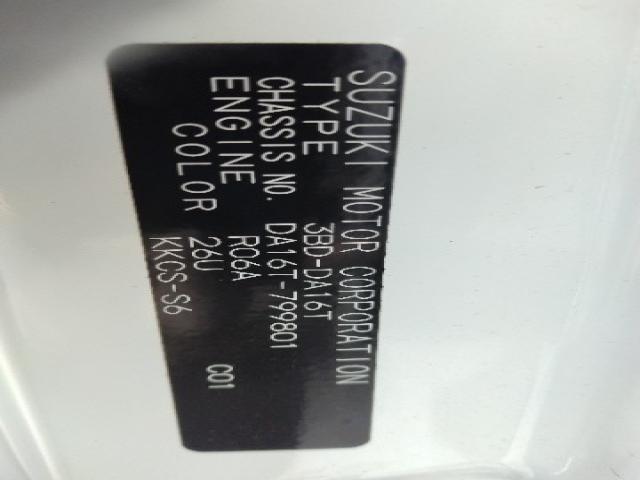 SUZUKI MOTOR CORPORATION
TYPE 3BD-DA16T
CHASSIS NO. DA16T-799801
ENGINE R06A
COLOR 26U C01
KKCS-S6